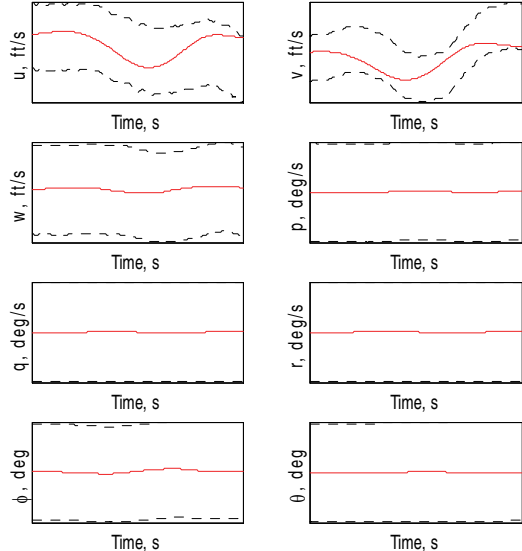 u, ft/s
Time, s
v, ft/s
Time, s
w, ft/s
Time, s
p, deg/s
Time, s
q, deg/s
Time, s
r, deg/s
Time, s
ϕ, deg
Time, s
θ, deg
Time, s